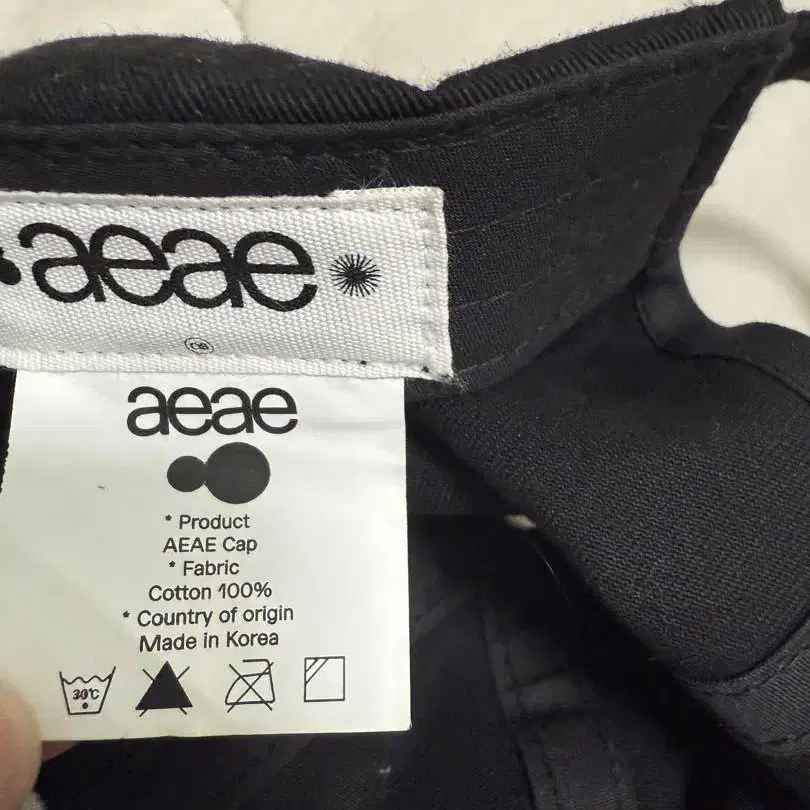 aeae
aeae
* Product
AEAE Cap
* Fabric
Cotton 100%
* Country of origin
Made in Korea
30℃